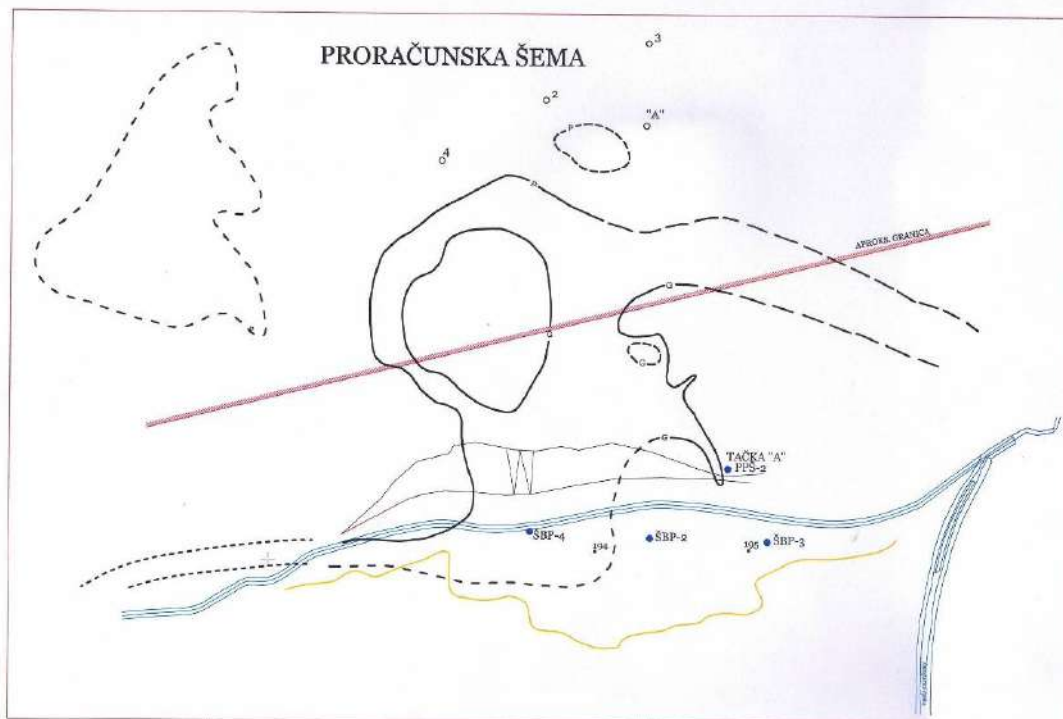 PRORAČUNSKA ŠEMA
3
2
"A"
4
P
P
APROKS. GRANICA
G
G
G
G
TAČKA "A"
PPS-2
ŠBP-4
194
ŠBP-2
195
ŠBP-3